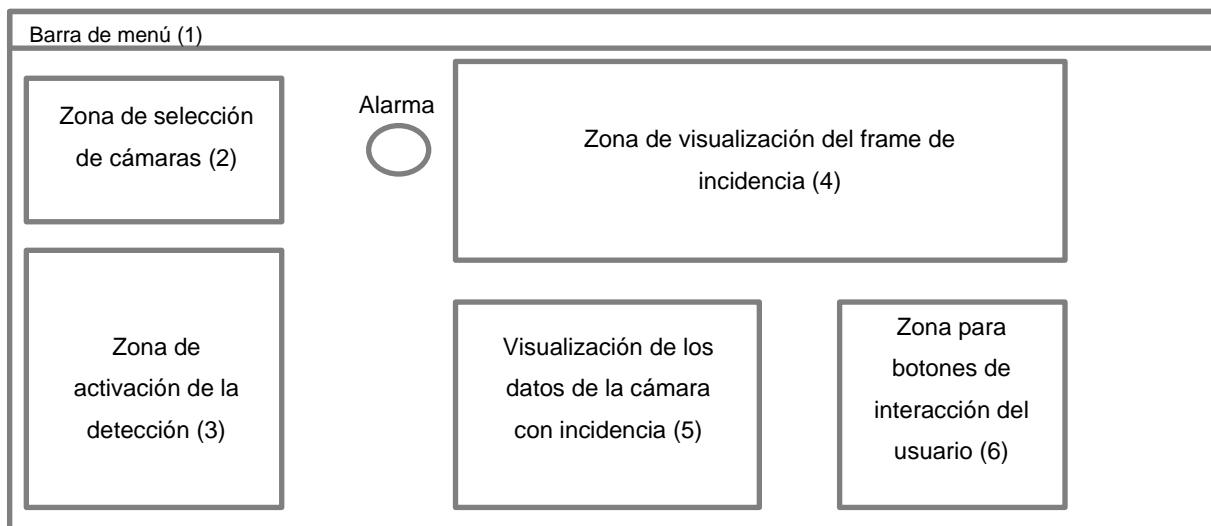 Barra de menú (1)
Zona de selección
de cámaras (2)
Alarma
Zona de visualización del frame de
incidencia (4)
Zona de
activación de la
detección (3)
Visualización de los
datos de la cámara
con incidencia (5)
Zona para
botones de
interacción del
usuario (6)